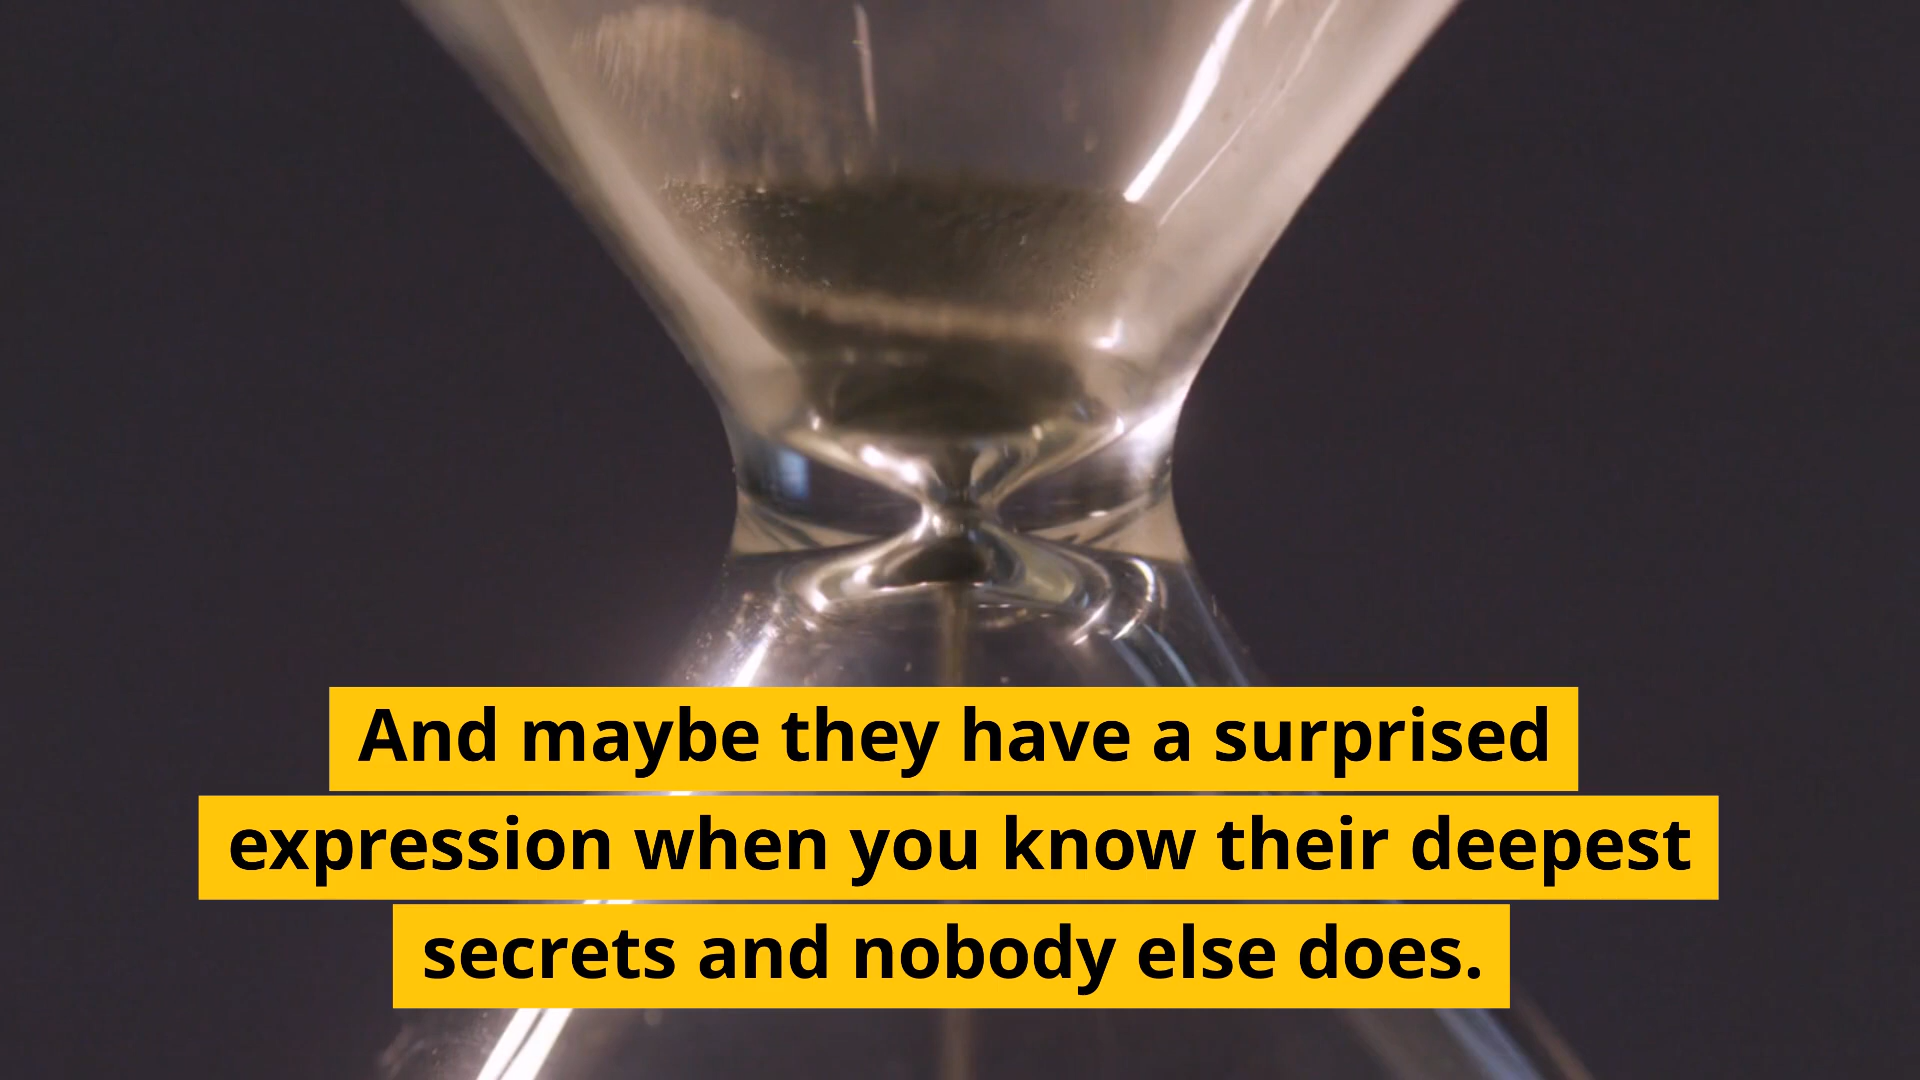 And maybe they have a surprised
expression when you know their deepest
secrets and nobody else does.